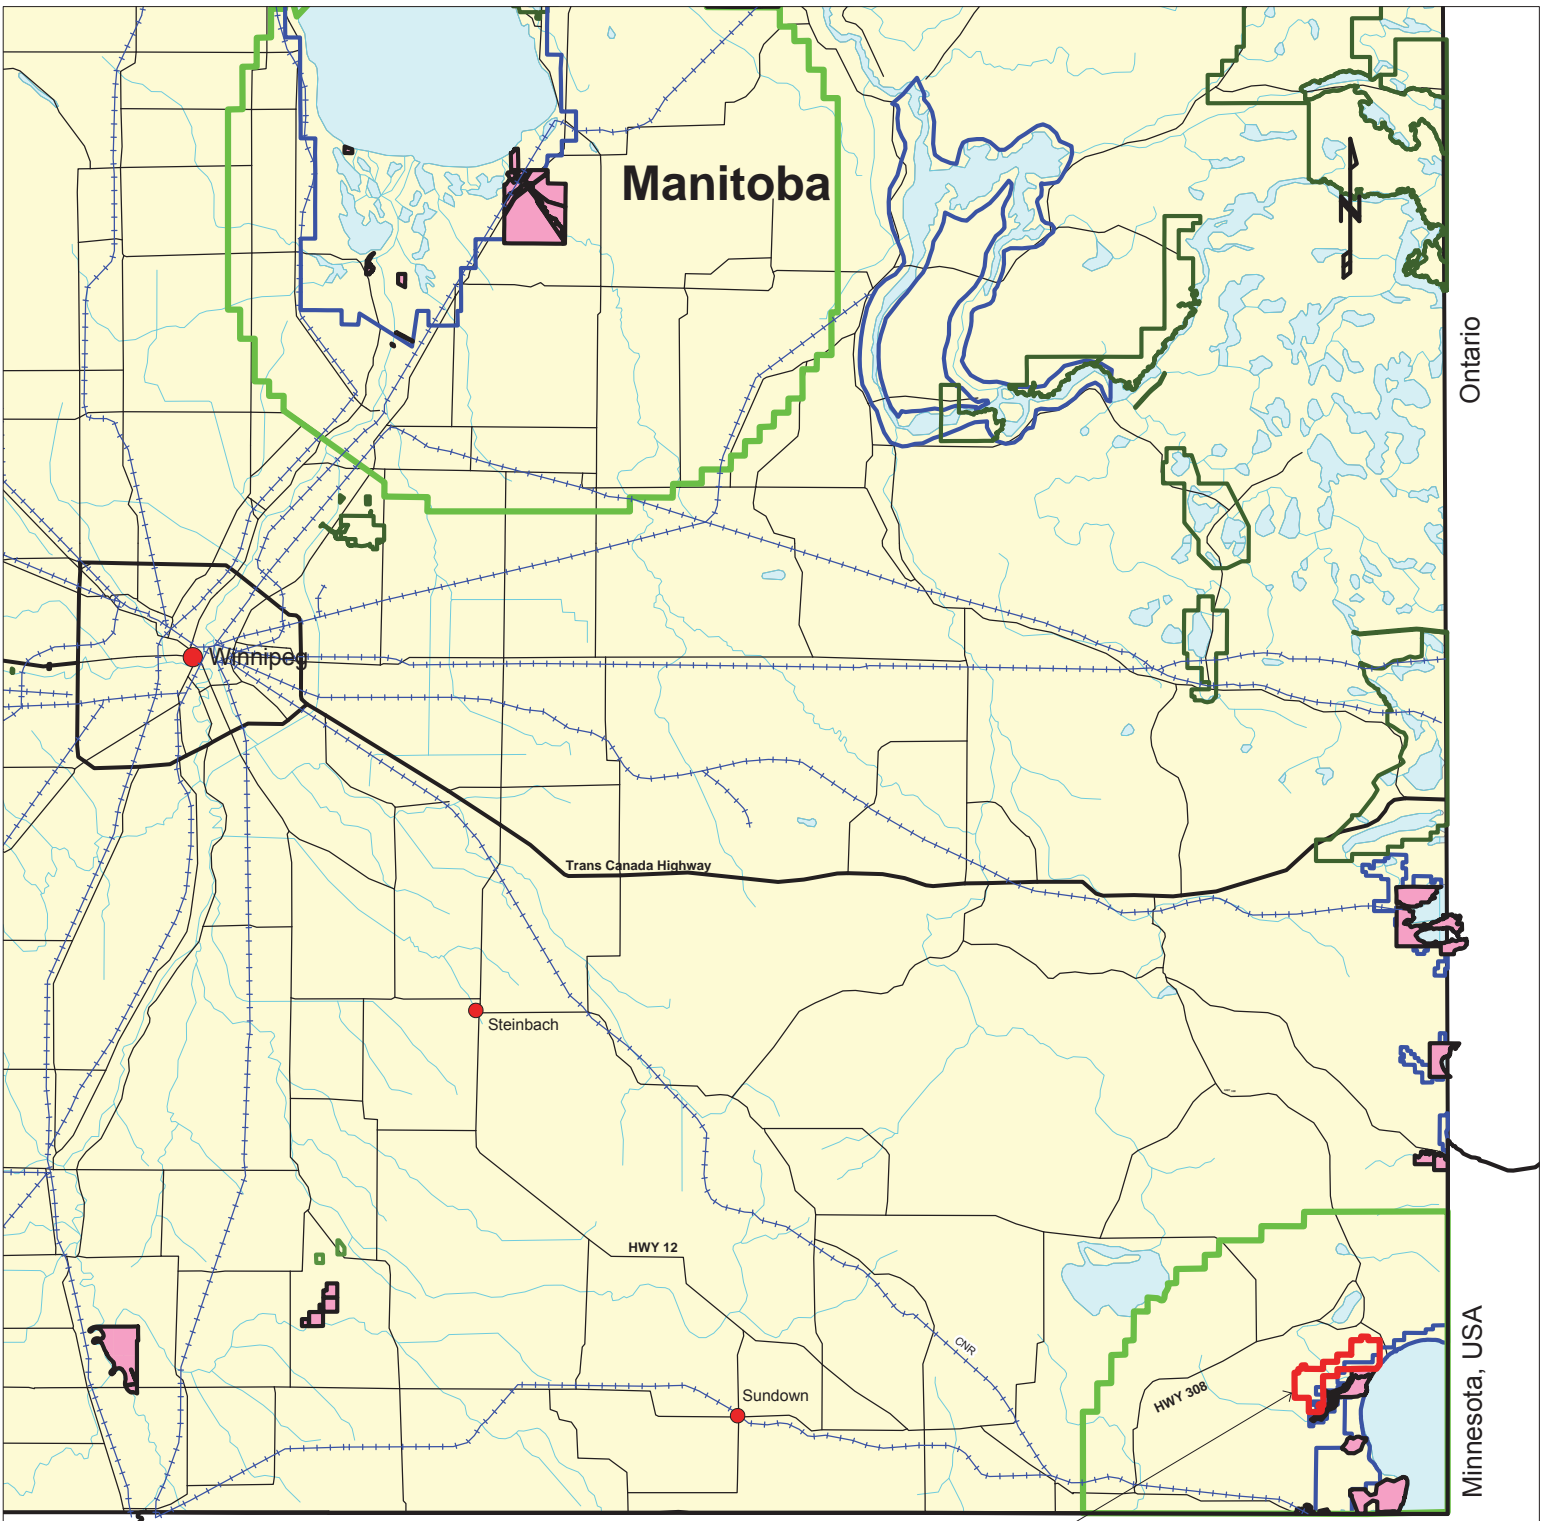 Manitoba
N
Ontario
Winnipeg
Trans Canada Highway
Steinbach
HWY 12
CNR
Sundown
HWY 308
Minnesota, USA